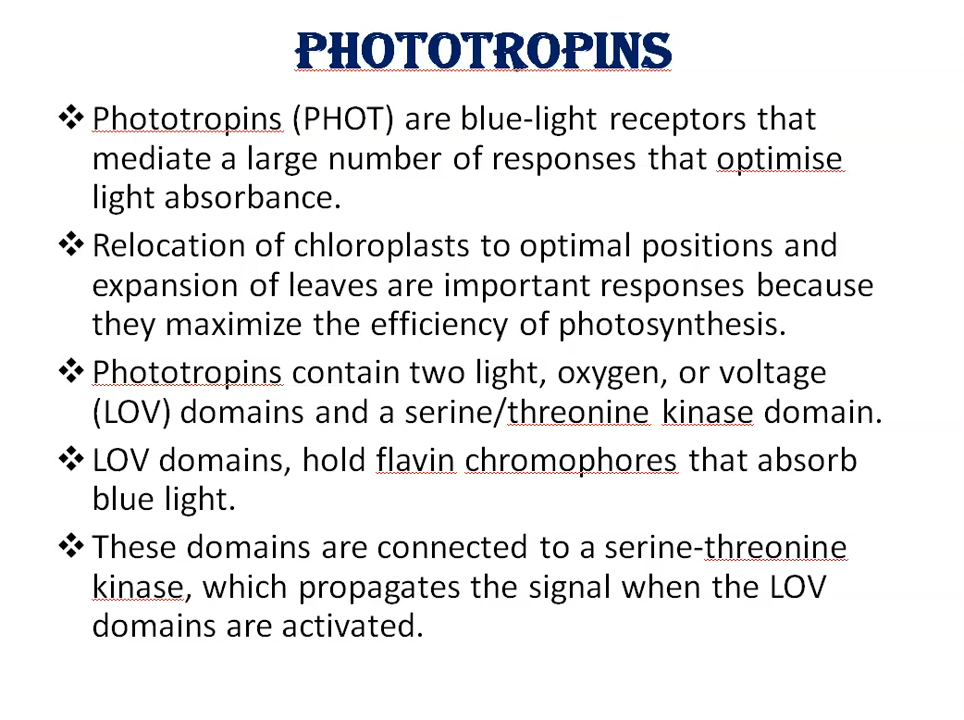 PHOTOTROPINS
❖ Phototropins (PHOT) are blue-light receptors that
mediate a large number of responses that optimise
light absorbance.
❖ Relocation of chloroplasts to optimal positions and
expansion of leaves are important responses because
they maximize the efficiency of photosynthesis.
❖ Phototropins contain two light, oxygen, or voltage
(LOV) domains and a serine/threonine kinase domain.
❖ LOV domains, hold flavin chromophores that absorb
blue light.
❖ These domains are connected to a serine-threonine
kinase, which propagates the signal when the LOV
domains are activated.